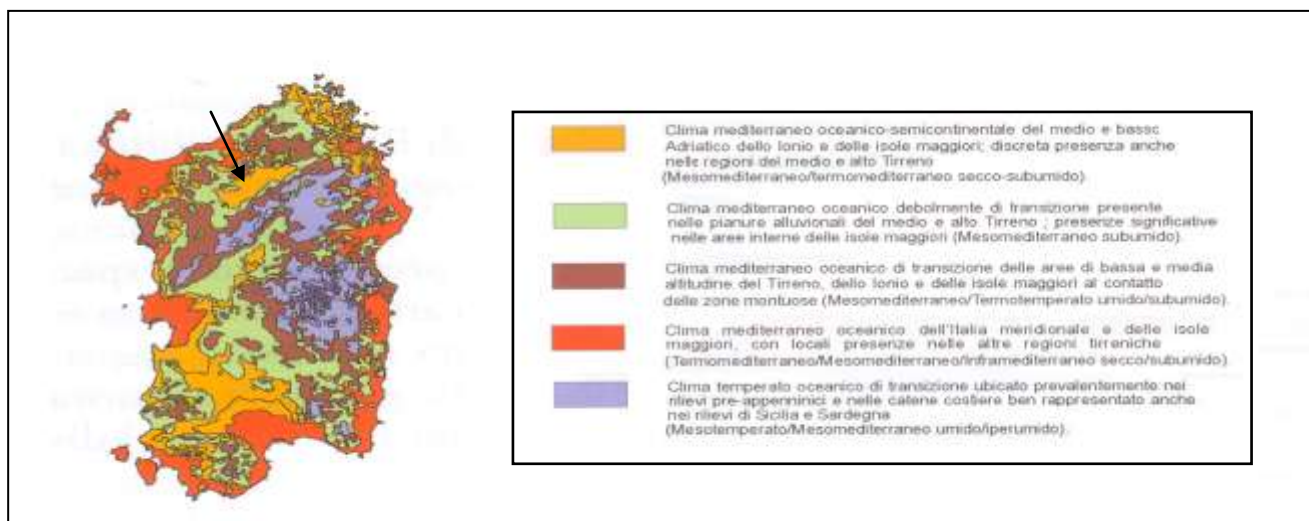 Clima mediterraneo oceanico-semicontinentale del medio e bassc
Adriatico dello Ionio e delle isole maggiori; discreta presenza anche
nelle regioni del medio e alto Tirreno
(Mesomediterraneo/termomediterraneo secco-subumido).
Clima mediterraneo oceanico debolmente di transizione presente
nelle pianure alluvionali del medio e alto Tirreno ; presenze significative
nelle aree interne delle isole maggiori (Mesomediterraneo subumido).
Clima mediterraneo oceanico di transizione delle aree di bassa e media
altitudine del Tirreno, dello Ionio e delle isole maggiori al contatto
delle zone montuose (Mesomediterraneo/Termotemperato umido/subumido).
Clima mediterraneo oceanico dell'Italia meridionale e delle isole
maggiori, con locali presenze nelle altre regioni tirreniche
(Termomediterraneo/Mesomediterraneo/Inframediterraneo secco/subumido).
Clima temperato oceanico di transizione ubicato prevalentemente nei
rilievi pre-appenninici e nelle catene costiere ben rappresentato anche
nei rilievi di Sicilia e Sardegna
(Mesotemperato/Mesomediterraneo umido/iperumido).